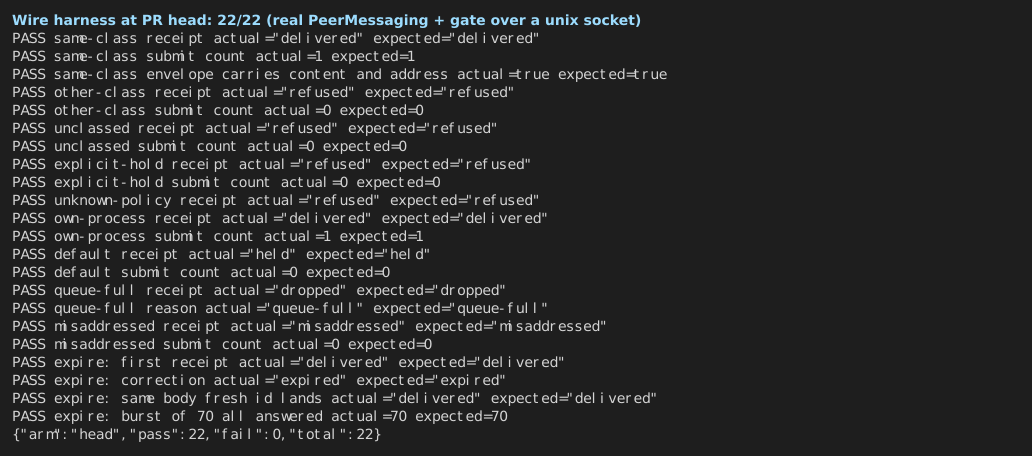 Wire harness at PR head: 22/22 (real PeerMessaging + gate over a unix socket)
PASS same-class receipt actual="delivered" expected="delivered"
PASS same-class submit count actual=1 expected=1
PASS same-class envelope carries content and address actual=true expected=true
PASS other-class receipt actual="refused" expected="refused"
PASS other-class submit count actual=0 expected=0
PASS unclassed receipt actual="refused" expected="refused"
PASS unclassed submit count actual=0 expected=0
PASS explicit-hold receipt actual="refused" expected="refused"
PASS explicit-hold submit count actual=0 expected=0
PASS unknown-policy receipt actual="refused" expected="refused"
PASS own-process receipt actual="delivered" expected="delivered"
PASS own-process submit count actual=1 expected=1
PASS default receipt actual="held" expected="held"
PASS default submit count actual=0 expected=0
PASS queue-full receipt actual="dropped" expected="dropped"
PASS queue-full reason actual="queue-full" expected="queue-full"
PASS misaddressed receipt actual="misaddressed" expected="misaddressed"
PASS misaddressed submit count actual=0 expected=0
PASS expire: first receipt actual="delivered" expected="delivered"
PASS expire: correction actual="expired" expected="expired"
PASS expire: same body fresh id lands actual="delivered" expected="delivered"
PASS expire: burst of 70 all answered actual=70 expected=70
{"arm":"head","pass":22,"fail":0,"total":22}